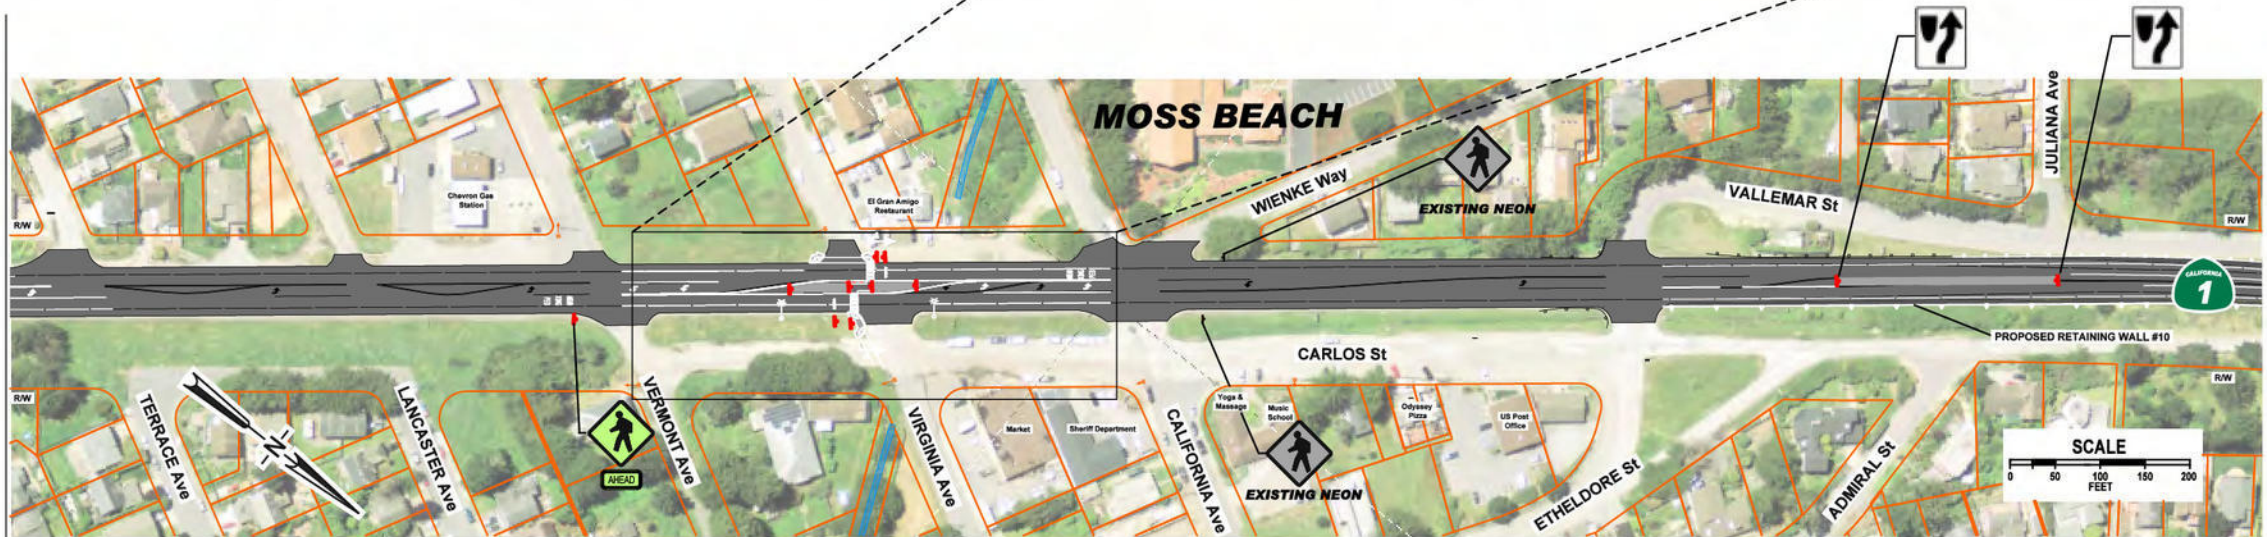 MOSS BEACH
JULIANA Ave
Chevron Gas
Station
El Gran Amigo
Restaurant
WIENKE Way
EXISTING NEON
VALLEMAR St
R/W
R/W
CALIFORNIA
1
PROPOSED RETAINING WALL #10
CARLOS St
R/W
R/W
TERRACE Ave
LANCASTER Ave
N
VERMONT Ave
AHEAD
VIRGINIA Ave
Market
Sheriff Department
CALIFORNIA Ave
Yoga &
Massage
Music
School
EXISTING NEON
Odyssey
Pizza
US Post
Office
ETHELDORE St
ADMIRAL St
SCALE
0 50 100 150 200
FEET